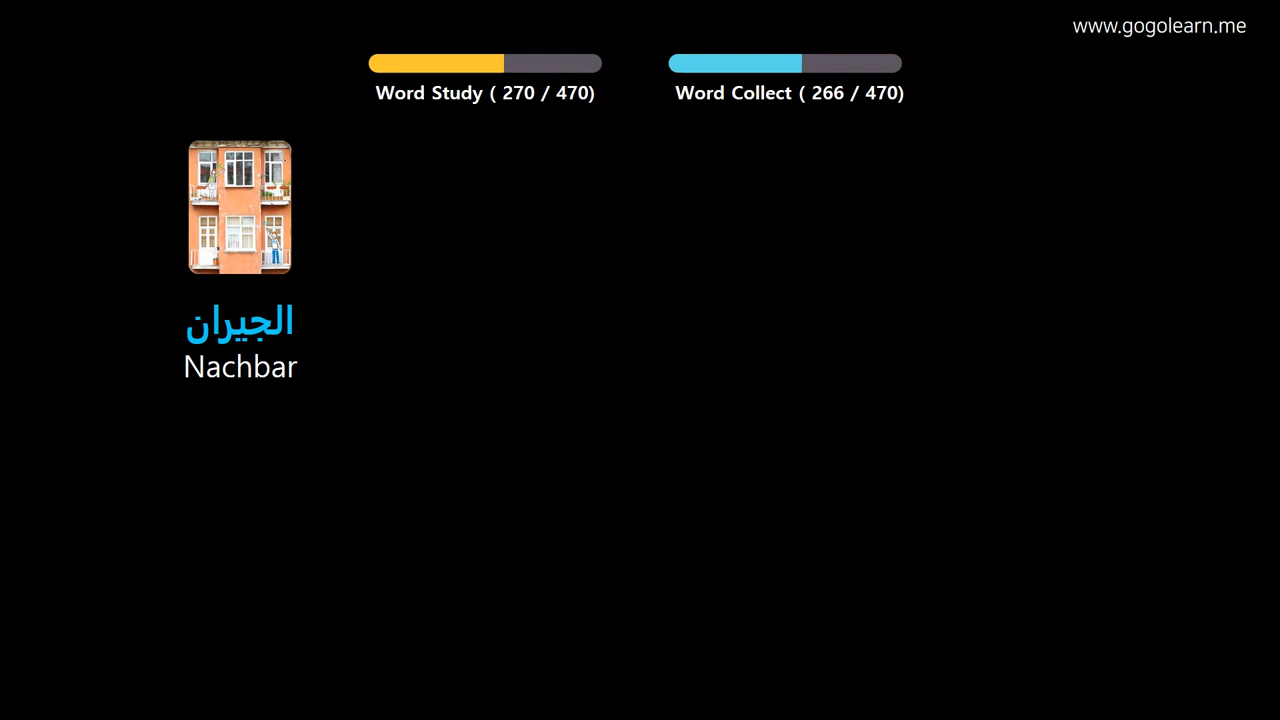 www.gogolearn.me
Word Study ( 270 / 470)
Word Collect ( 266 / 470)
الجيران
Nachbar